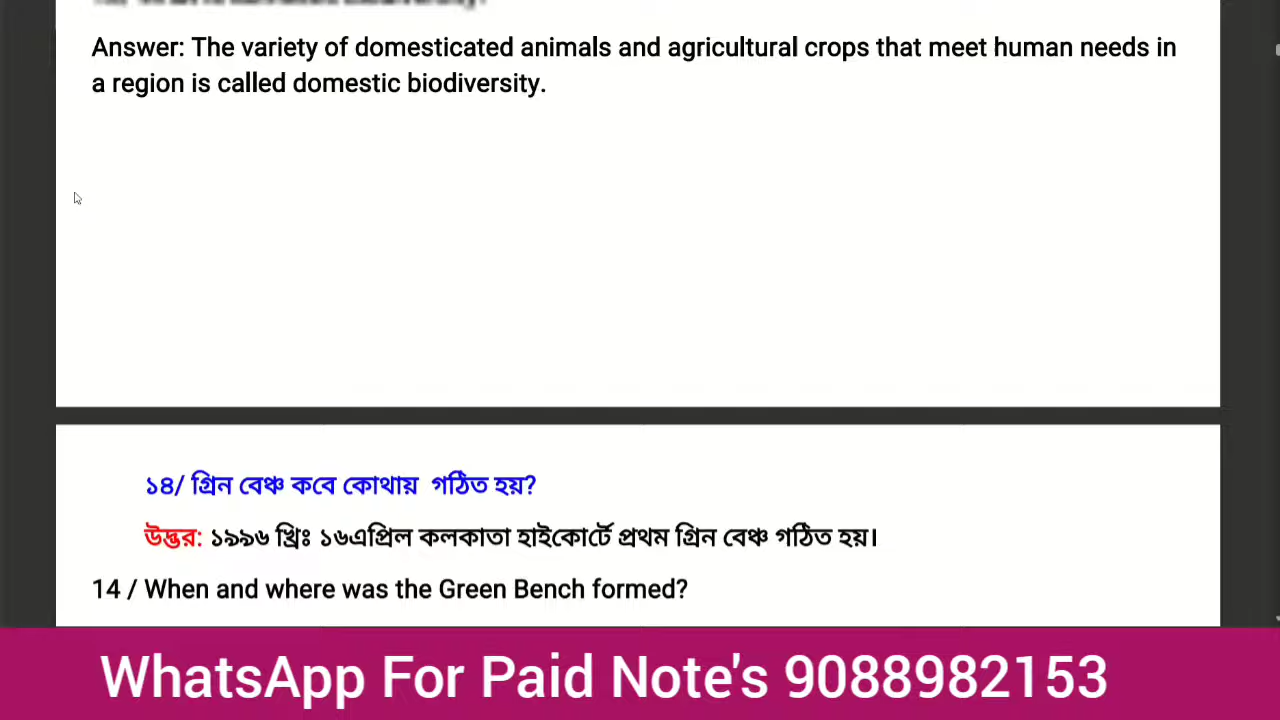 Answer: The variety of domesticated animals and agricultural crops that meet human needs in
a region is called domestic biodiversity.
১৪/ গ্রিন বেঞ্চ কবে কোথায় গঠিত হয়?
উত্তর: ১৯৯৬ খ্রিঃ ১৬এপ্রিল কলকাতা হাইকোর্টে প্রথম গ্রিন বেঞ্চ গঠিত হয়।
14 / When and where was the Green Bench formed?
WhatsApp For Paid Note's 9088982153